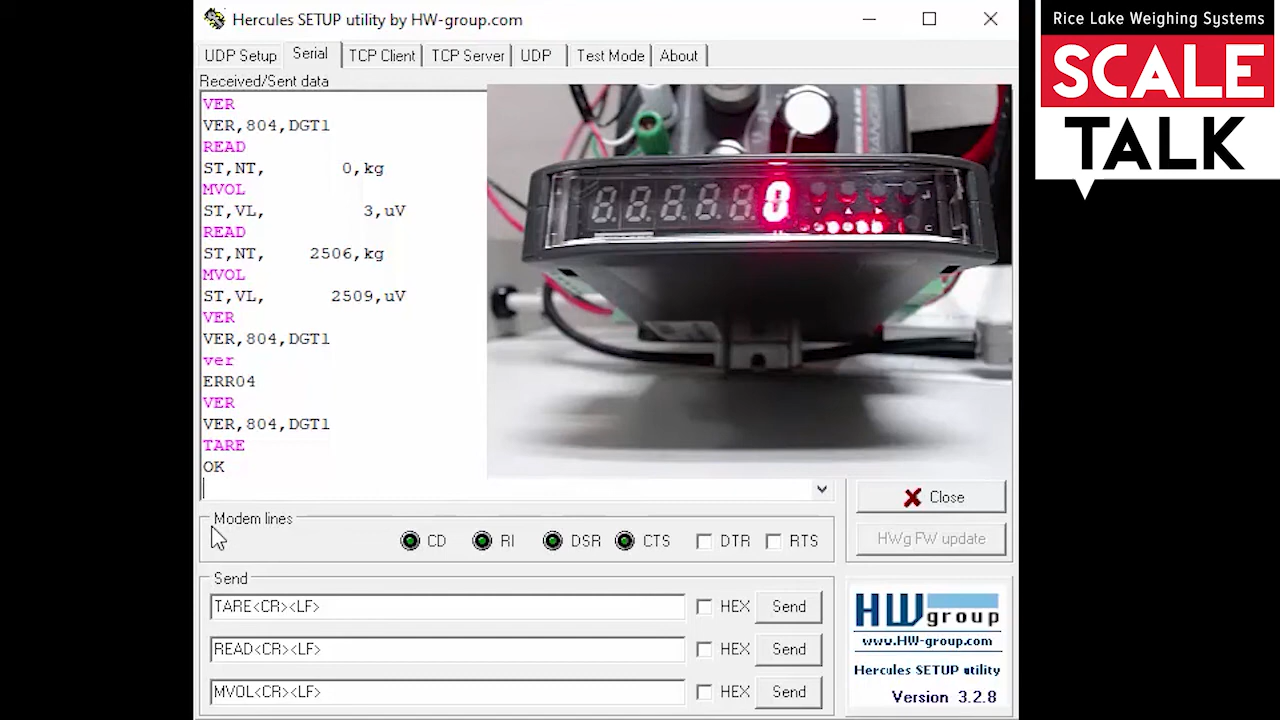 Hercules SETUP utility by HW-group.com
UDP Setup Serial TCP Client TCP Server UDP Test Mode About
Received/Sent data
VER
VER,804,DGT1
READ
ST,NT, 0,kg
MVOL
ST,VL, 3,uV
READ
ST,NT, 2506,kg
MVOL
ST,VL, 2509,uV
VER
VER,804,DGT1
ver
ERR04
VER
VER,804,DGT1
TARE
OK
0
Modem lines
CD RI DSR CTS DTR RTS
Close
HWg FW update
Send
TARE<CR><LF> HEX Send
READ<CR><LF> HEX Send
MVOL<CR><LF> HEX Send
HWgroup
www.HW-group.com
Hercules SETUP utility
Version 3.2.8
Rice Lake Weighing Systems
SCALE
TALK